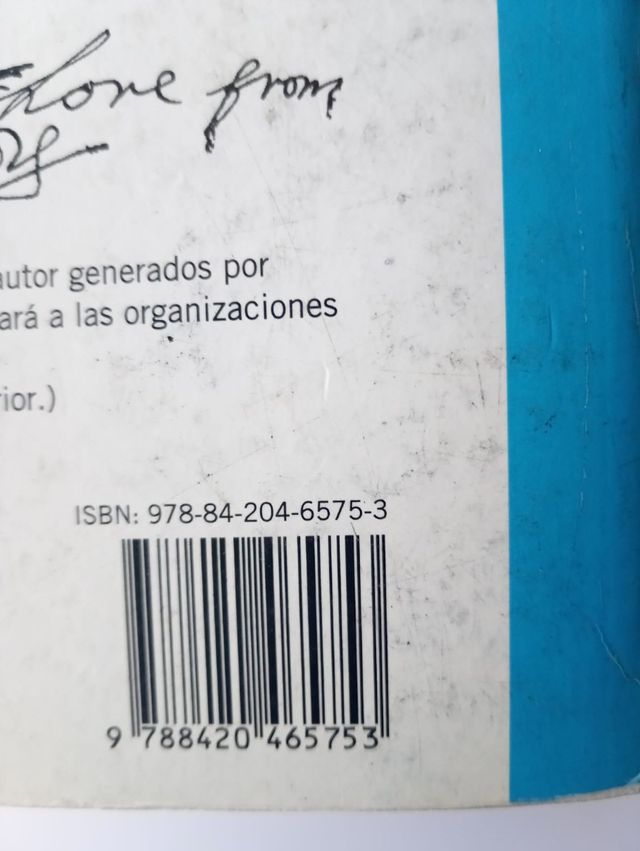 Love from
autor generados por
ará a las organizaciones
rior.)
ISBN: 978-84-204-6575-3
9 788420 465753